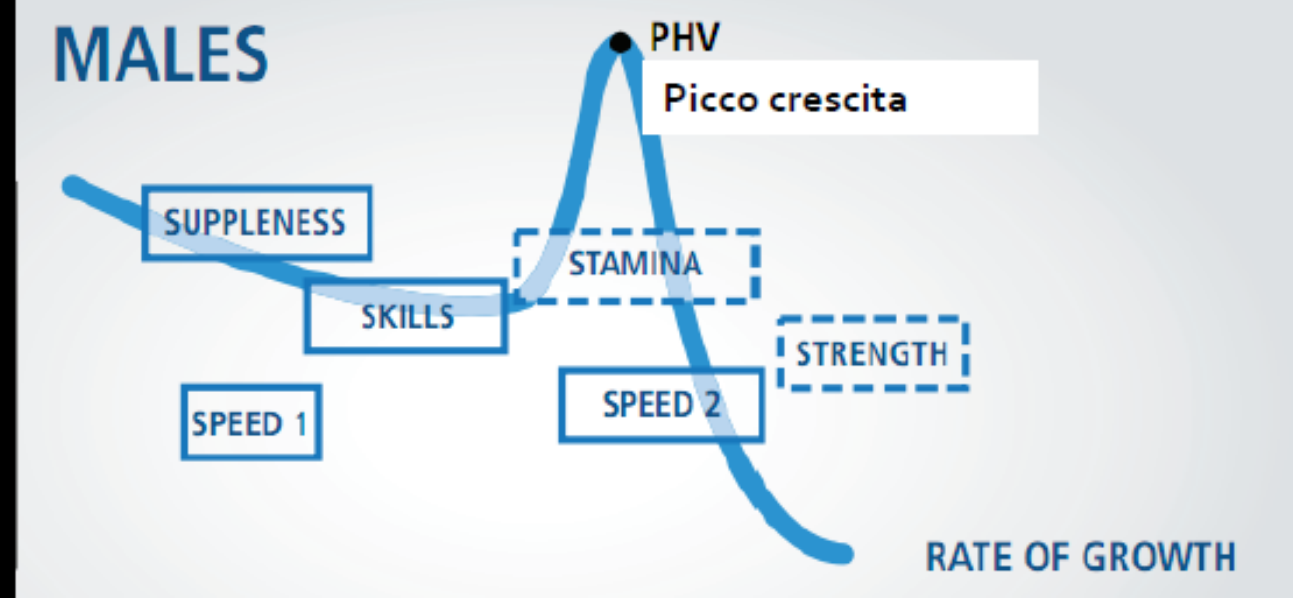 MALES
PHV
Picco crescita
SUPPLENESS
STAMINA
SKILLS
STRENGTH
SPEED 1
SPEED 2
RATE OF GROWTH